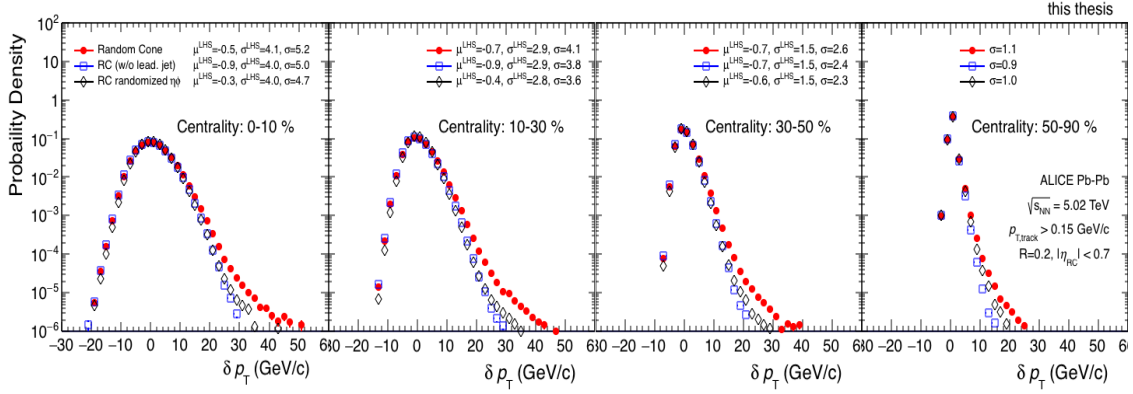 this thesis
Probaility Density
10²
10
1
10⁻¹
10⁻²
10⁻³
10⁻⁴
10⁻⁵
10⁻⁶
Random Cone μ^LHS=-0.5, σ^LHS=4.1, σ=5.2
RC (w/o lead. jet) μ^LHS=-0.9, σ^LHS=4.0, σ=5.0
RC randomized ηφ μ^LHS=-0.3, σ^LHS=4.0, σ=4.7
Centrality: 0-10 %
−30 −20 −10 0 10 20 30 40 50
δ p_T (GeV/c)
μ^LHS=-0.7, σ^LHS=2.9, σ=4.1
μ^LHS=-0.9, σ^LHS=2.9, σ=3.8
μ^LHS=-0.4, σ^LHS=2.8, σ=3.6
Centrality: 10-30 %
−20 −10 0 10 20 30 40 50
δ p_T (GeV/c)
μ^LHS=-0.7, σ^LHS=1.5, σ=2.6
μ^LHS=-0.7, σ^LHS=1.5, σ=2.4
μ^LHS=-0.6, σ^LHS=1.5, σ=2.3
Centrality: 30-50 %
−20 −10 0 10 20 30 40 50
δ p_T (GeV/c)
σ=1.1
σ=0.9
σ=1.0
Centrality: 50-90 %
ALICE Pb-Pb
√s_NN = 5.02 TeV
p_T,track > 0.15 GeV/c
R=0.2, |η_RC| < 0.7
−20 −10 0 10 20 30 40 50 60
δ p_T (GeV/c)